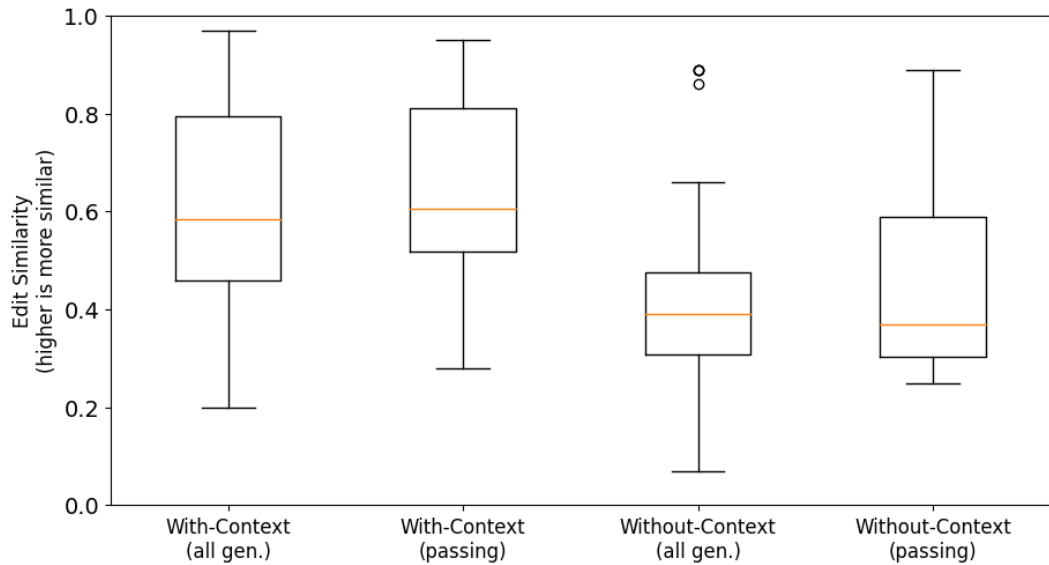 Edit Similarity
(higher is more similar)
1.0
0.8
0.6
0.4
0.2
0.0
With-Context
(all gen.)
With-Context
(passing)
Without-Context
(all gen.)
Without-Context
(passing)